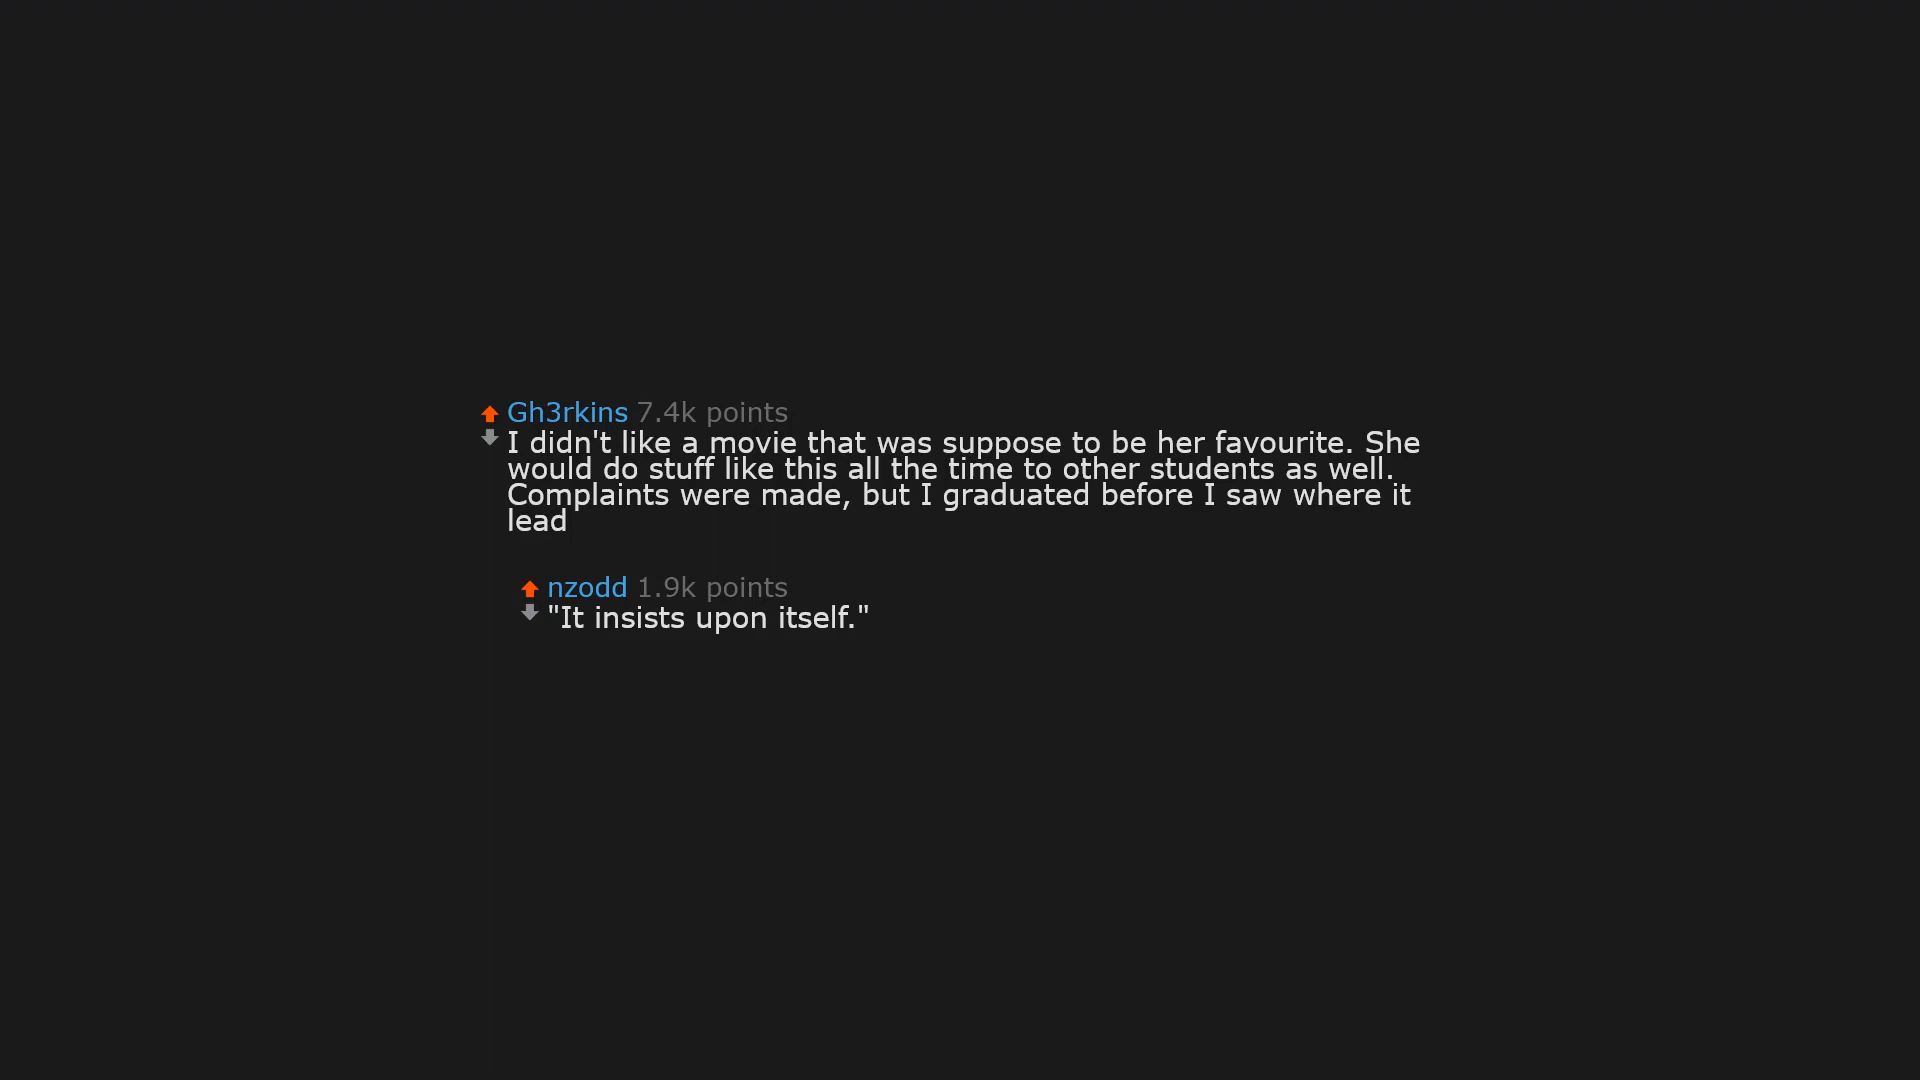 Gh3rkins 7.4k points
I didn't like a movie that was suppose to be her favourite. She
would do stuff like this all the time to other students as well.
Complaints were made, but I graduated before I saw where it
lead
nzodd 1.9k points
"It insists upon itself."